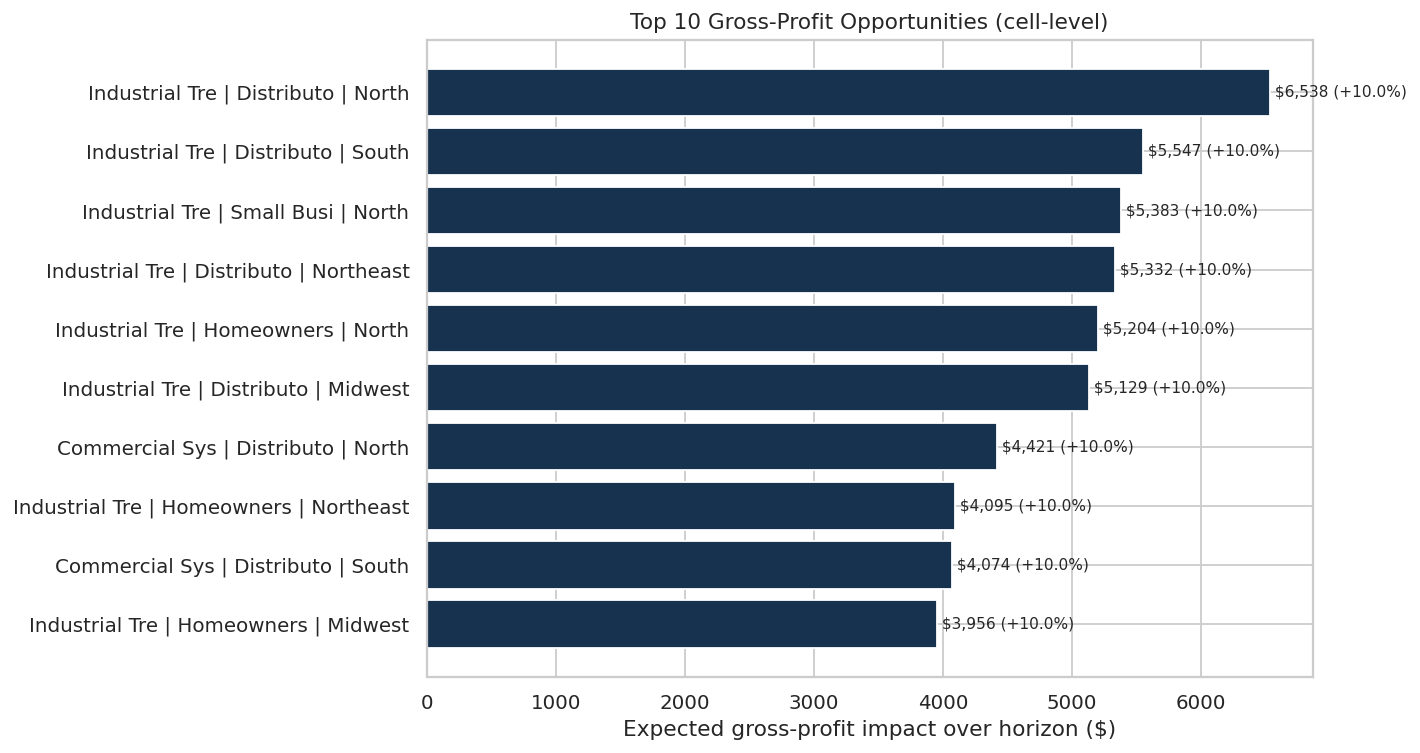 Top 10 Gross-Profit Opportunities (cell-level)
Industrial Tre | Distributo | North
$6,538 (+10.0%)
Industrial Tre | Distributo | South
$5,547 (+10.0%)
Industrial Tre | Small Busi | North
$5,383 (+10.0%)
Industrial Tre | Distributo | Northeast
$5,332 (+10.0%)
Industrial Tre | Homeowners | North
$5,204 (+10.0%)
Industrial Tre | Distributo | Midwest
$5,129 (+10.0%)
Commercial Sys | Distributo | North
$4,421 (+10.0%)
Industrial Tre | Homeowners | Northeast
$4,095 (+10.0%)
Commercial Sys | Distributo | South
$4,074 (+10.0%)
Industrial Tre | Homeowners | Midwest
$3,956 (+10.0%)
0 1000 2000 3000 4000 5000 6000
Expected gross-profit impact over horizon ($)